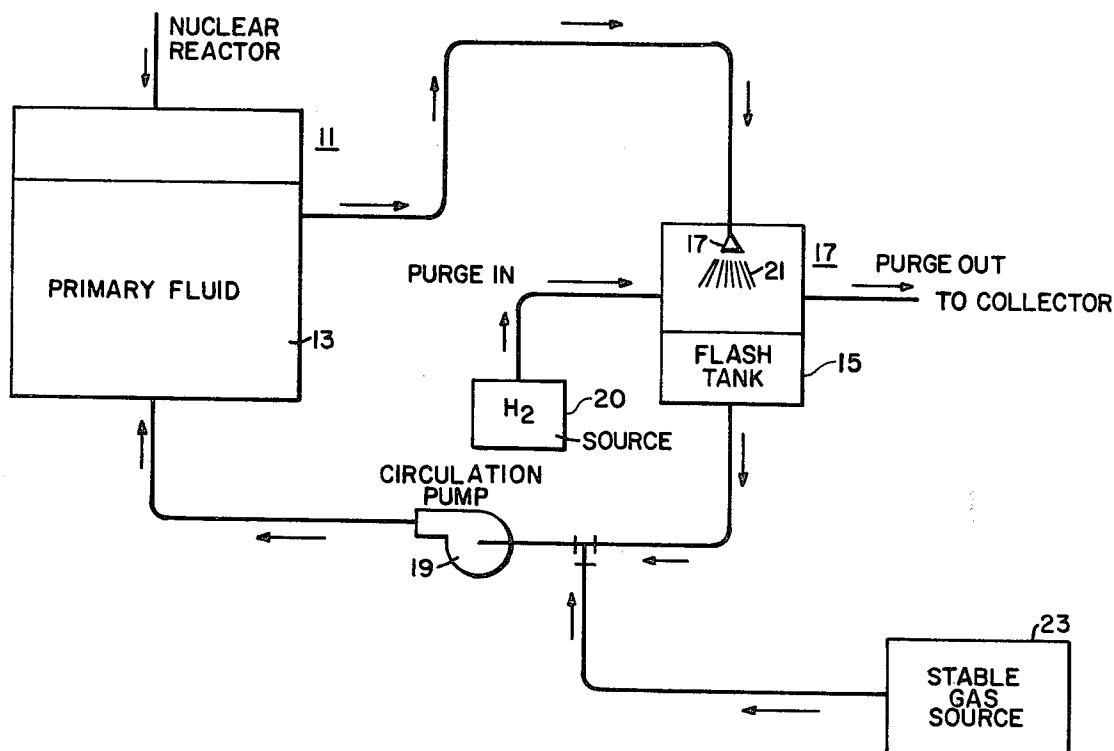 NUCLEAR
REACTOR
11
PRIMARY FLUID
13
17
21
17
PURGE IN
PURGE OUT
TO COLLECTOR
FLASH
TANK
15
H2
20
SOURCE
CIRCULATION
PUMP
19
23
STABLE
GAS
SOURCE